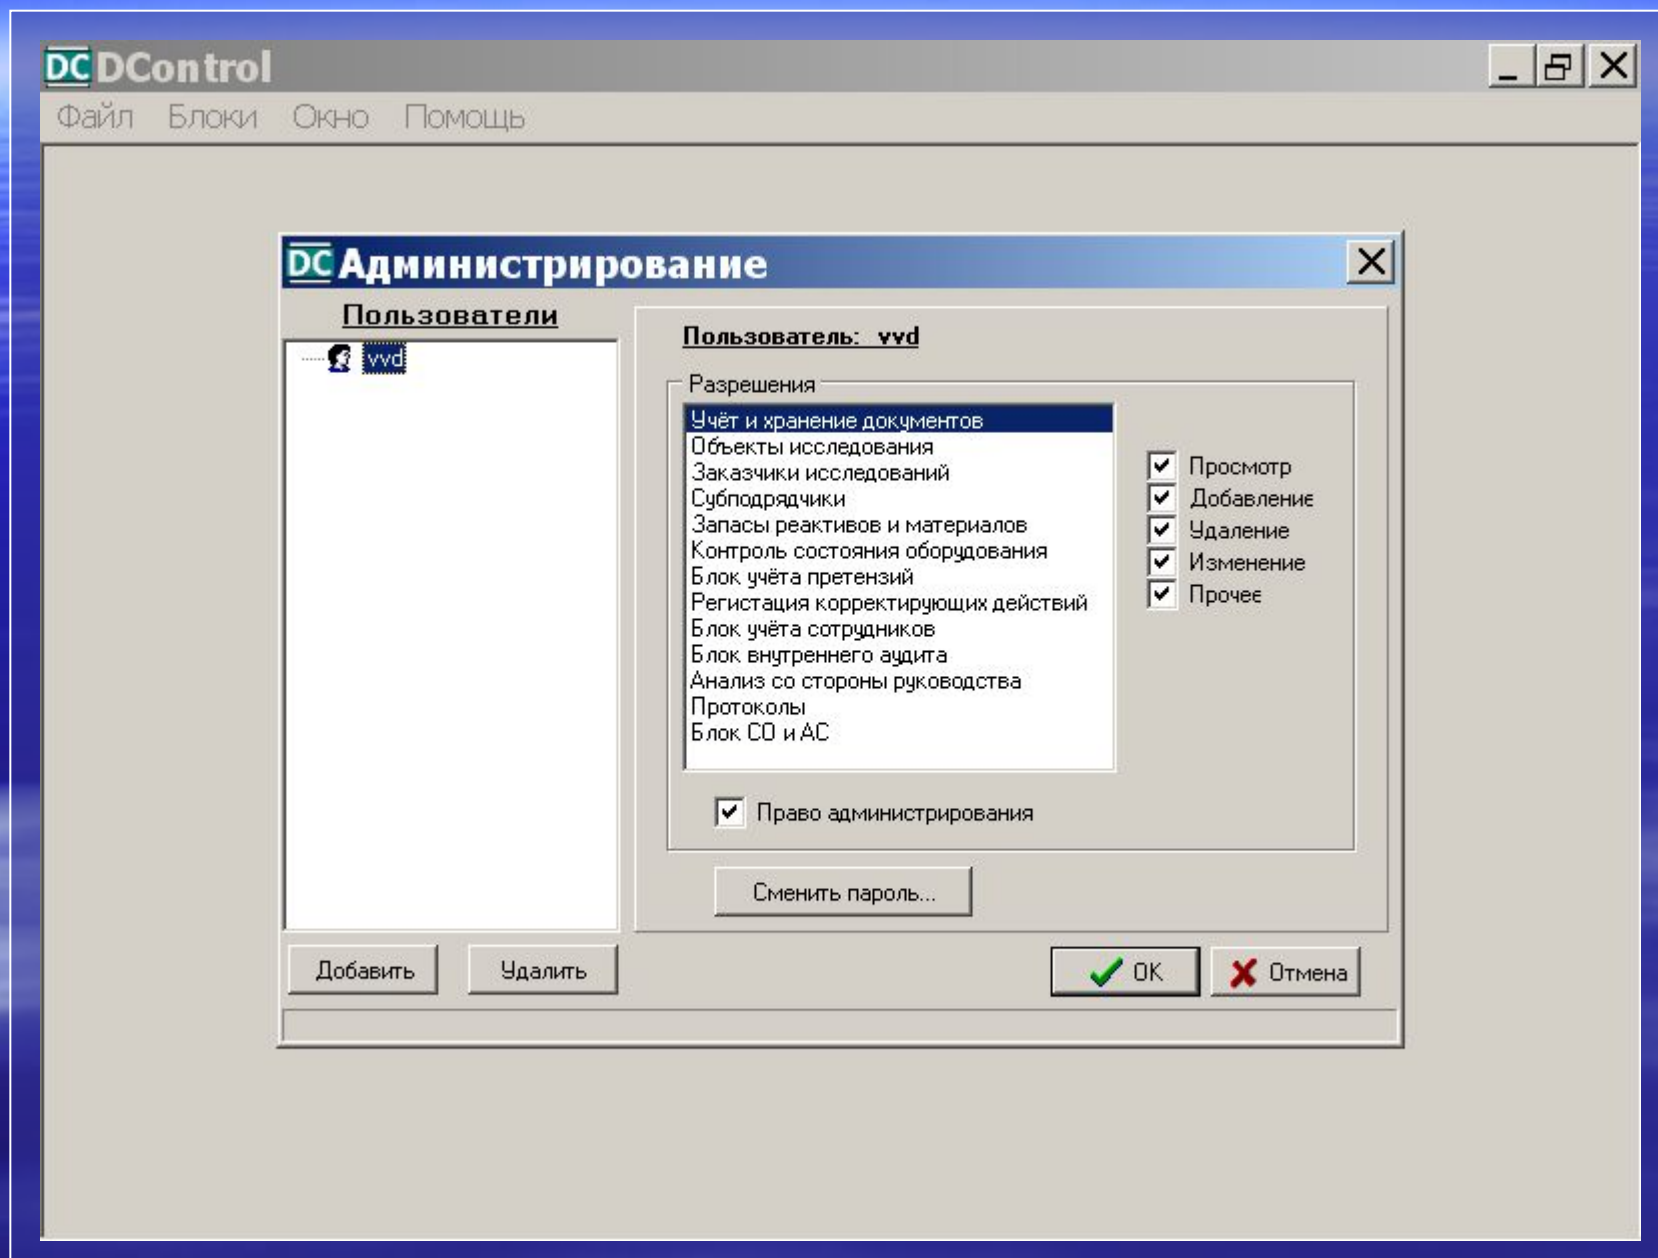 DC DControl
Файл Блоки Окно Помощь
DC Администрирование
Пользователи
vvd
Пользователь: vvd
Разрешения
Учёт и хранение документов
Объекты исследования
Заказчики исследований
Субподрядчики
Запасы реактивов и материалов
Контроль состояния оборудования
Блок учёта претензий
Регистация корректирующих действий
Блок учёта сотрудников
Блок внутреннего аудита
Анализ со стороны руководства
Протоколы
Блок СО и АС
Просмотр
Добавление
Удаление
Изменение
Прочее
Право администрирования
Сменить пароль...
Добавить Удалить OK Отмена